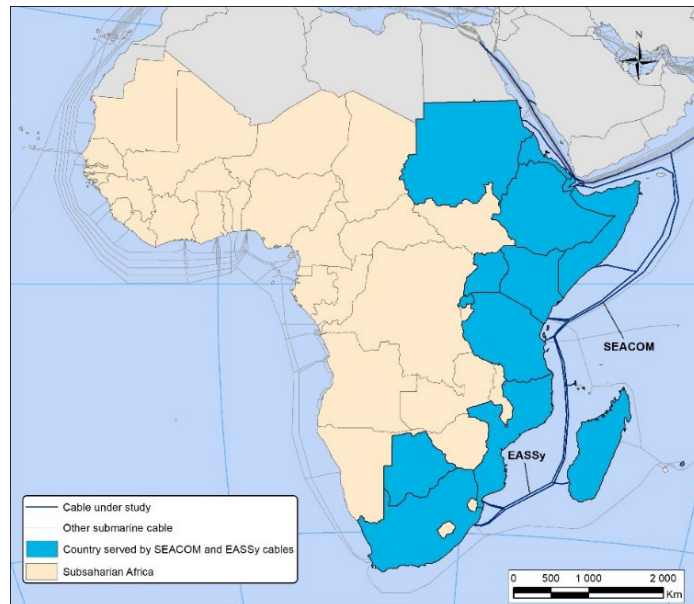 N
SEACOM
EASSy
Cable under study
Other submarine cable
Country served by SEACOM and EASSy cables
Subsaharian Africa
0 500 1 000 2 000
Km